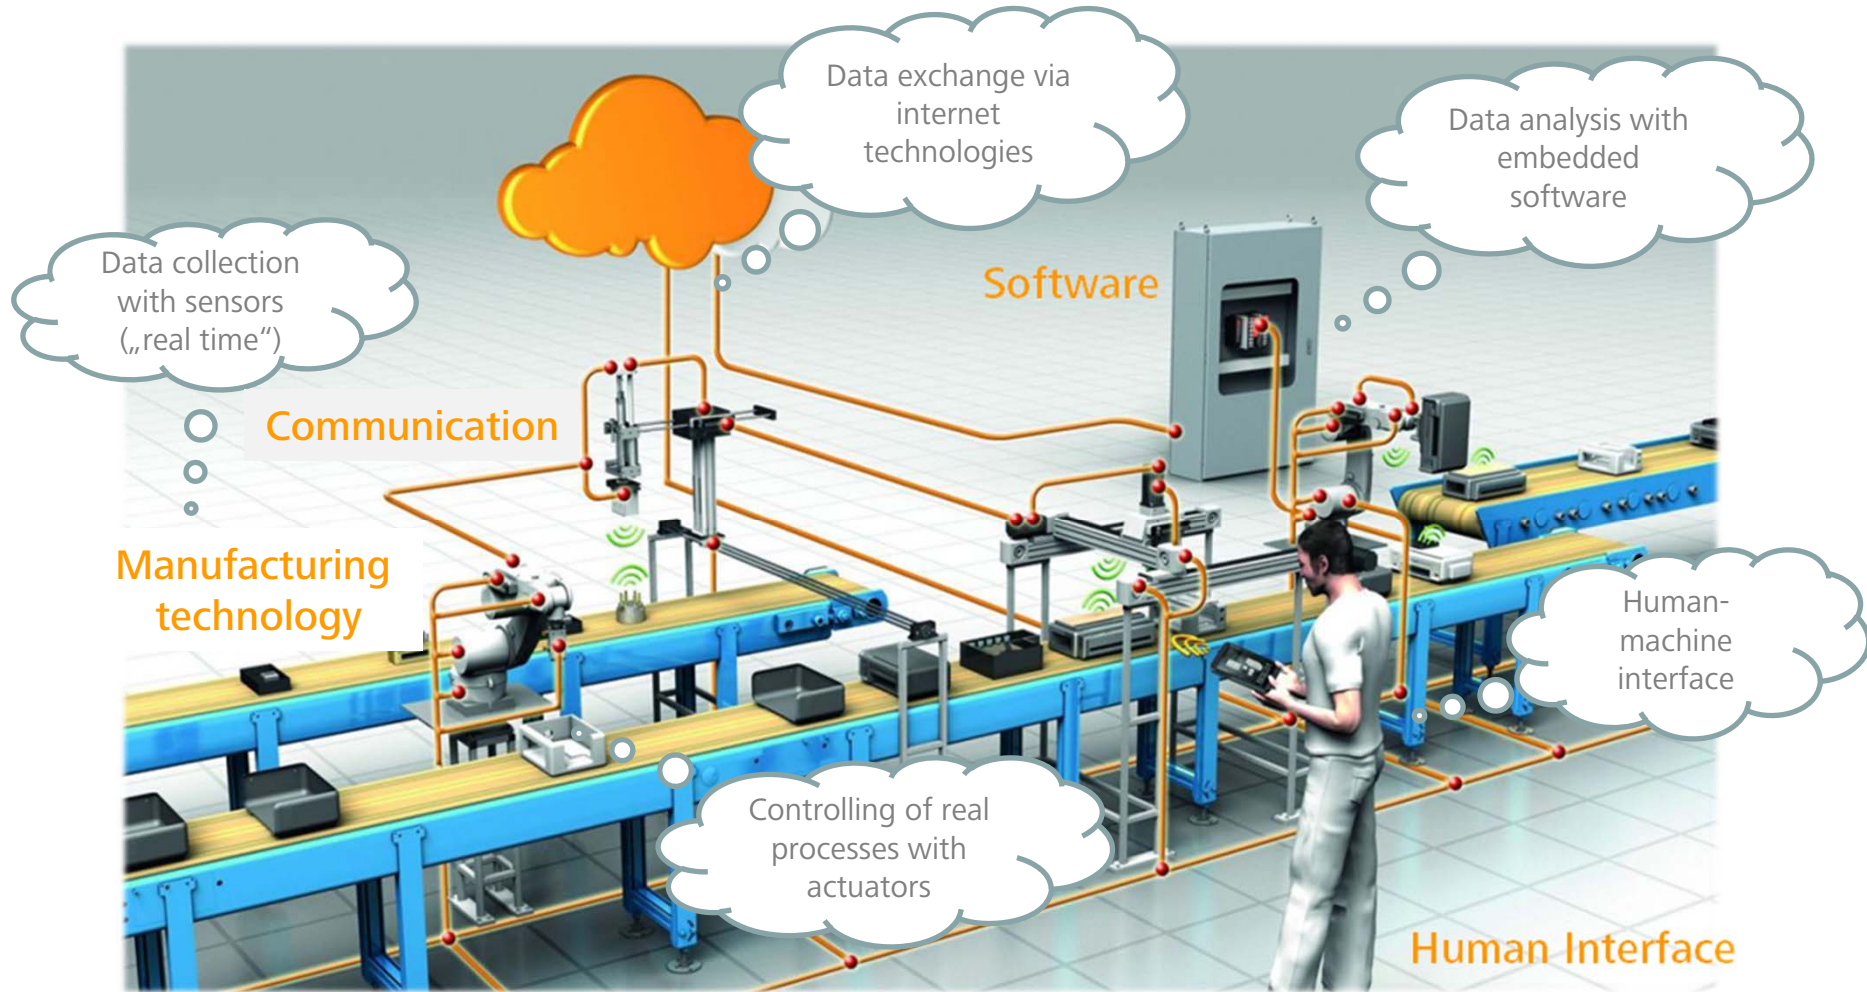 Data exchange via
internet
technologies
Data analysis with
embedded
software
Data collection
with sensors
(„real time“)
Software
Communication
Manufacturing
technology
Human-
machine
interface
Controlling of real
processes with
actuators
Human Interface